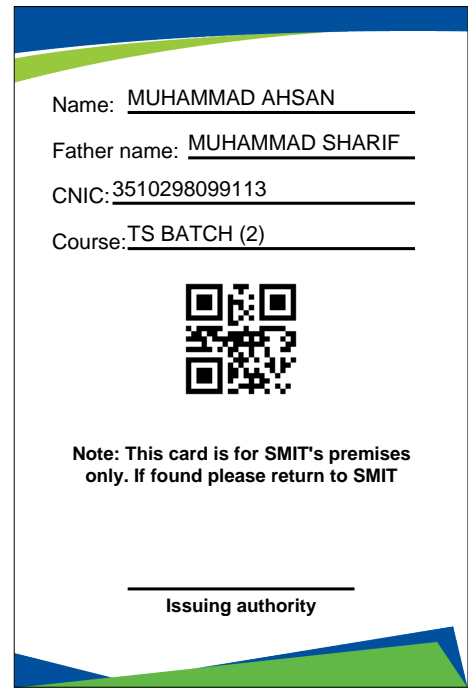 Name: MUHAMMAD AHSAN
Father name: MUHAMMAD SHARIF
CNIC: 3510298099113
Course: TS BATCH (2)
Note: This card is for SMIT's premises
only. If found please return to SMIT
Issuing authority